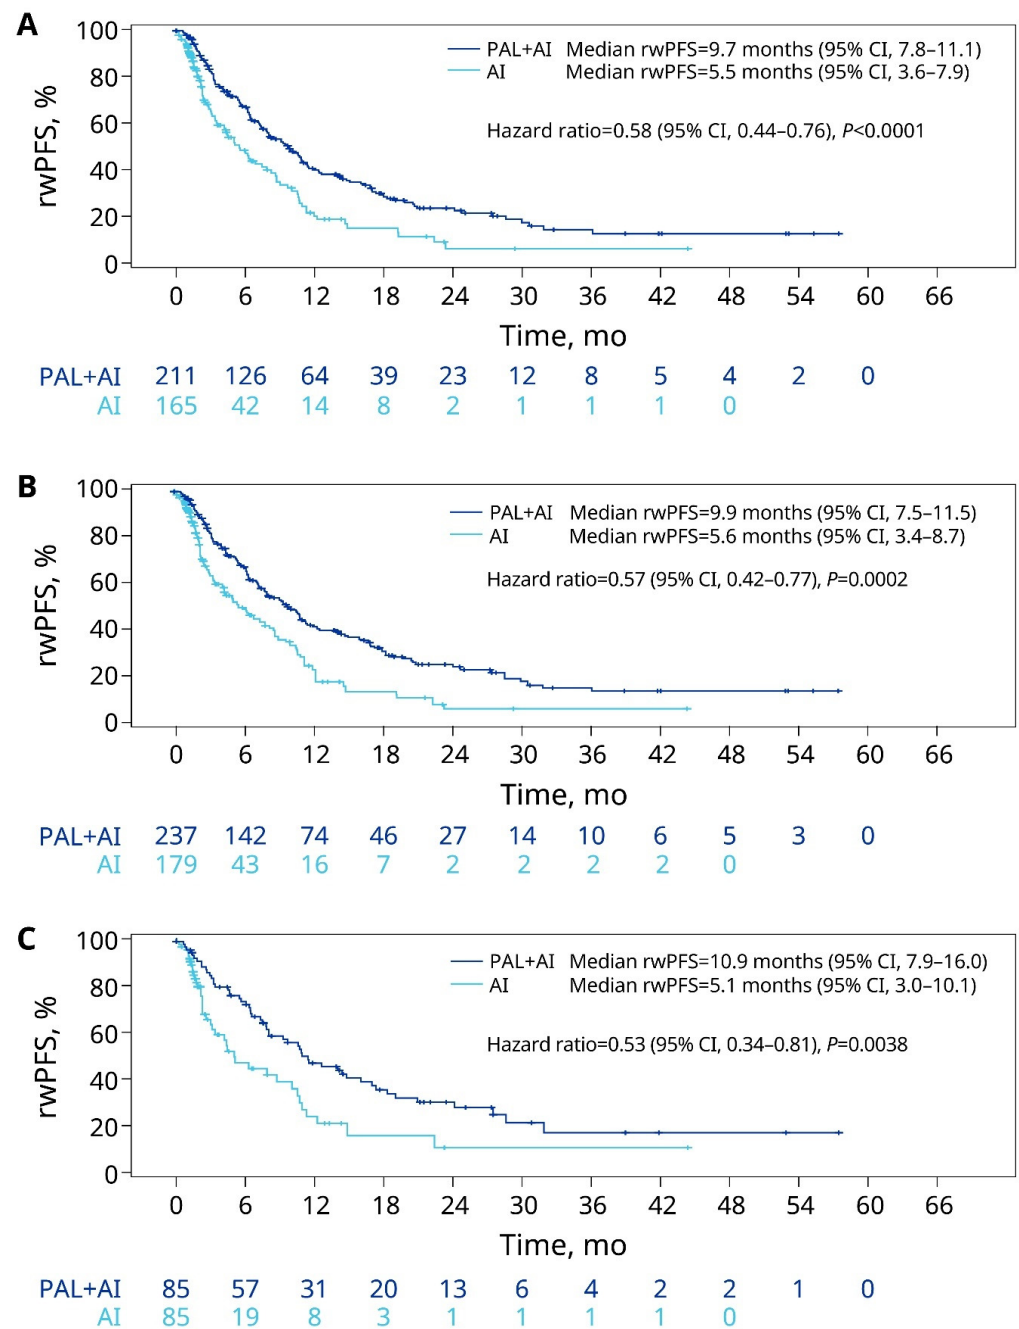 A
100
80
60
40
20
0
rwPFS, %
PAL+AI Median rwPFS=9.7 months (95% CI, 7.8–11.1)
AI Median rwPFS=5.5 months (95% CI, 3.6–7.9)
Hazard ratio=0.58 (95% CI, 0.44–0.76), P<0.0001
0 6 12 18 24 30 36 42 48 54 60 66
Time, mo
PAL+AI 211 126 64 39 23 12 8 5 4 2 0
AI 165 42 14 8 2 1 1 1 0
B
100
80
60
40
20
0
rwPFS, %
PAL+AI Median rwPFS=9.9 months (95% CI, 7.5–11.5)
AI Median rwPFS=5.6 months (95% CI, 3.4–8.7)
Hazard ratio=0.57 (95% CI, 0.42–0.77), P=0.0002
0 6 12 18 24 30 36 42 48 54 60 66
Time, mo
PAL+AI 237 142 74 46 27 14 10 6 5 3 0
AI 179 43 16 7 2 2 2 2 0
C
100
80
60
40
20
0
rwPFS, %
PAL+AI Median rwPFS=10.9 months (95% CI, 7.9–16.0)
AI Median rwPFS=5.1 months (95% CI, 3.0–10.1)
Hazard ratio=0.53 (95% CI, 0.34–0.81), P=0.0038
0 6 12 18 24 30 36 42 48 54 60 66
Time, mo
PAL+AI 85 57 31 20 13 6 4 2 2 1 0
AI 85 19 8 3 1 1 1 1 0